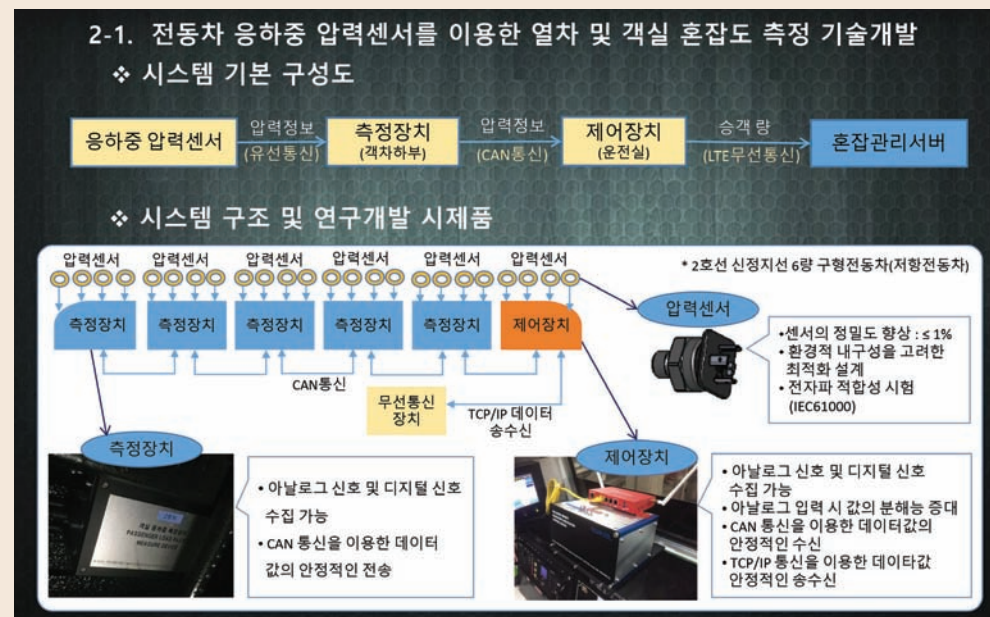 2-1. 전동차 응하중 압력센서를 이용한 열차 및 객실 혼잡도 측정 기술개발
❖ 시스템 기본 구성도
응하중 압력센서
압력정보
(유선통신)
측정장치
(객차하부)
압력정보
(CAN통신)
제어장치
(운전실)
승객 량
(LTE무선통신)
혼잡관리서버
❖ 시스템 구조 및 연구개발 시제품
압력센서 압력센서 압력센서 압력센서 압력센서 압력센서
* 2호선 신정지선 6량 구형전동차(저항전동차)
측정장치 측정장치 측정장치 측정장치 측정장치 제어장치
CAN통신
무선통신
장치
TCP/IP 데이터
송수신
압력센서
•센서의 정밀도 향상 : ≤ 1%
• 환경적 내구성을 고려한
최적화 설계
• 전자파 적합성 시험
(IEC61000)
측정장치
PASSENGER LOAD
MEASURE DEVICE
• 아날로그 신호 및 디지털 신호
수집 가능
• CAN 통신을 이용한 데이터
값의 안정적인 전송
제어장치
• 아날로그 신호 및 디지털 신호
수집 가능
• 아날로그 입력 시 값의 분해능 증대
• CAN 통신을 이용한 데이터값의
안정적인 수신
• TCP/IP 통신을 이용한 데이타값
안정적인 송수신